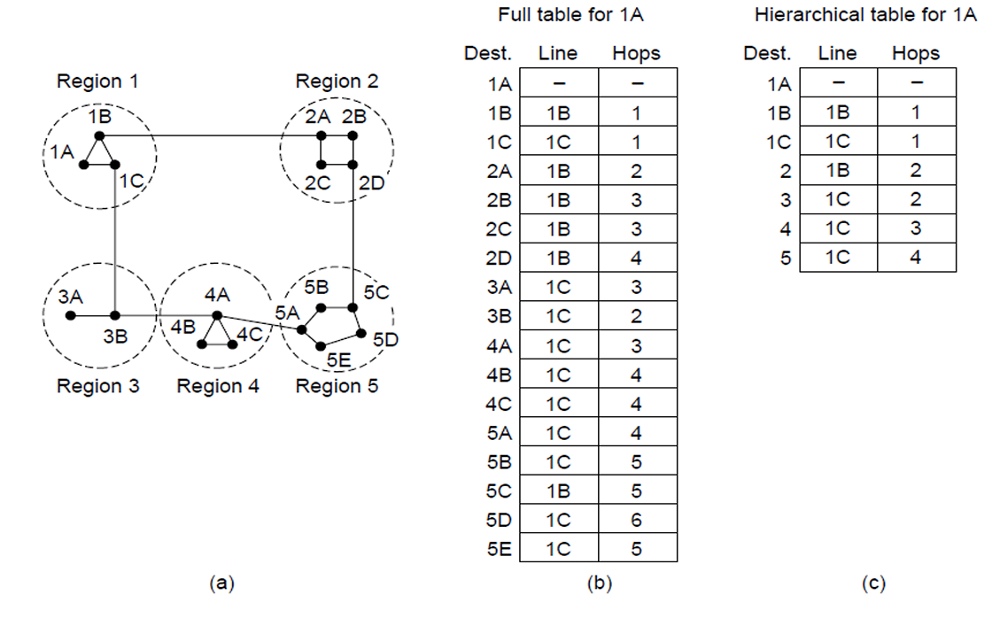 Full table for 1A
Hierarchical table for 1A
Dest. Line Hops
Dest. Line Hops
Region 1
Region 2
1B
2A 2B
1A
1C
2C 2D
3A
3B
4A
4B 4C
5B 5C
5A
5D
5E
Region 3
Region 4
Region 5
1A – –
1B 1B 1
1C 1C 1
2A 1B 2
2B 1B 3
2C 1B 3
2D 1B 4
3A 1C 3
3B 1C 2
4A 1C 3
4B 1C 4
4C 1C 4
5A 1C 4
5B 1C 5
5C 1B 5
5D 1C 6
5E 1C 5
1A – –
1B 1B 1
1C 1C 1
2 1B 2
3 1C 2
4 1C 3
5 1C 4
(a)
(b)
(c)